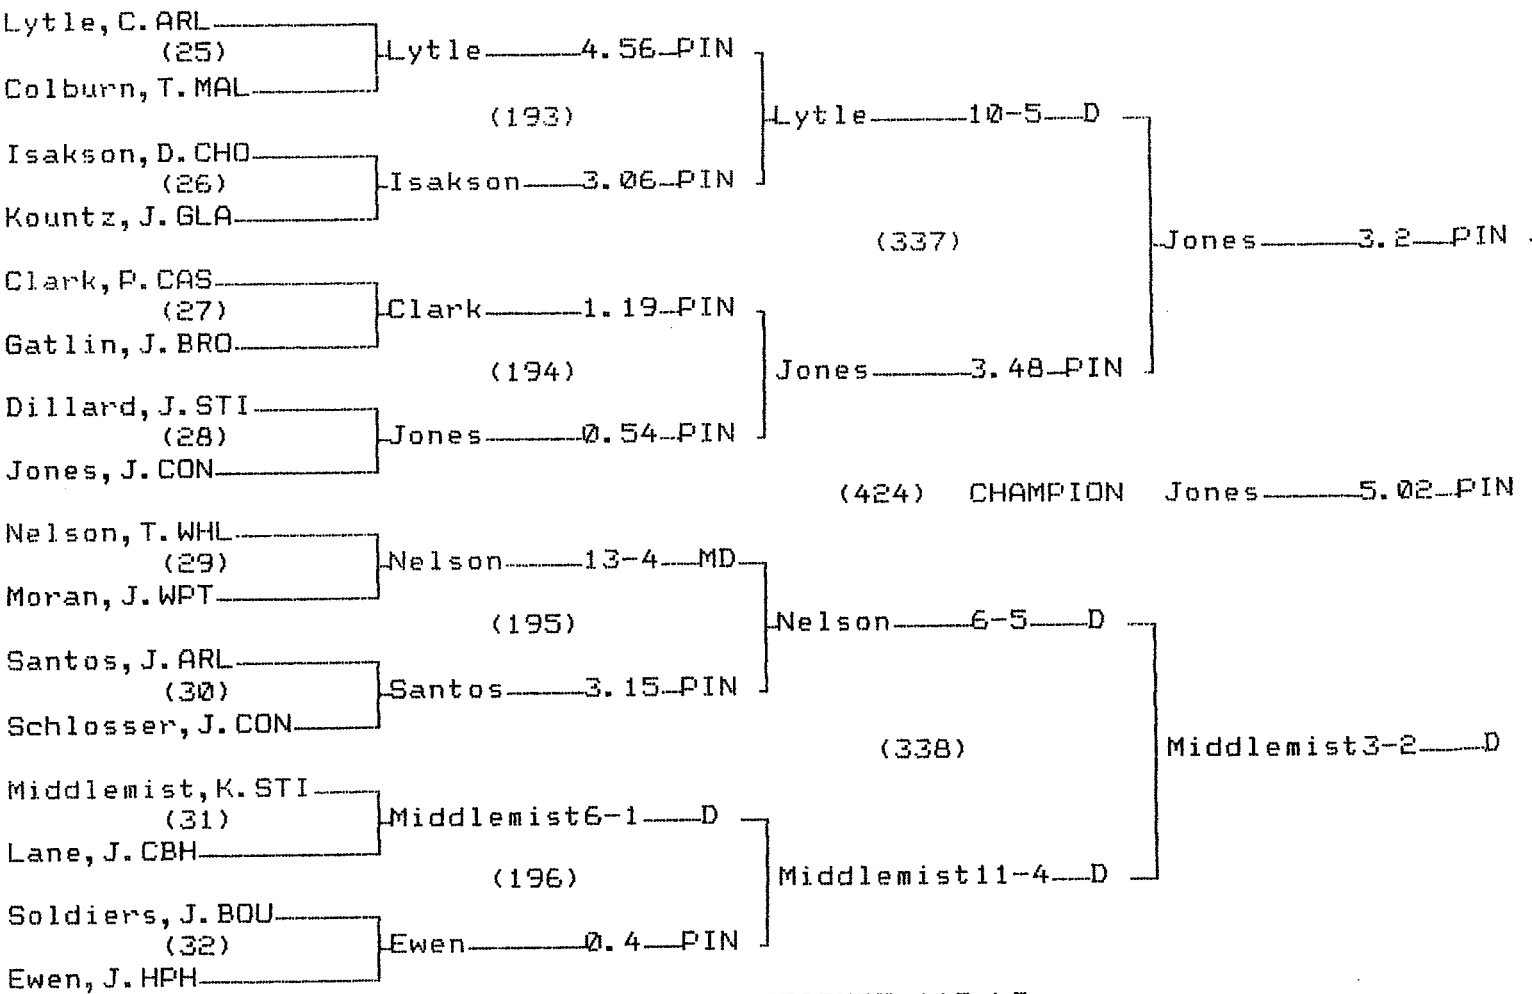 Lytle, C. ARL
(25) Lytle 4.56 PIN
Colburn, T. MAL
(193) Lytle 10-5 D
Isakson, D. CHO
(26) Isakson 3.06 PIN
Kountz, J. GLA
(337) Jones 3.2 PIN
Clark, P. CAS
(27) Clark 1.19 PIN
Gatlin, J. BRO
(194) Jones 3.48 PIN
Dillard, J. STI
(28) Jones 0.54 PIN
Jones, J. CON
(424) CHAMPION Jones 5.02 PIN
Nelson, T. WHL
(29) Nelson 13-4 MD
Moran, J. WPT
(195) Nelson 6-5 D
Santos, J. ARL
(30) Santos 3.15 PIN
Schlosser, J. CON
(338) Middlemist 3-2 D
Middlemist, K. STI
(31) Middlemist 6-1 D
Lane, J. CBH
(196) Middlemist 11-4 D
Soldiers, J. BOU
(32) Ewen 0.4 PIN
Ewen, J. HPH